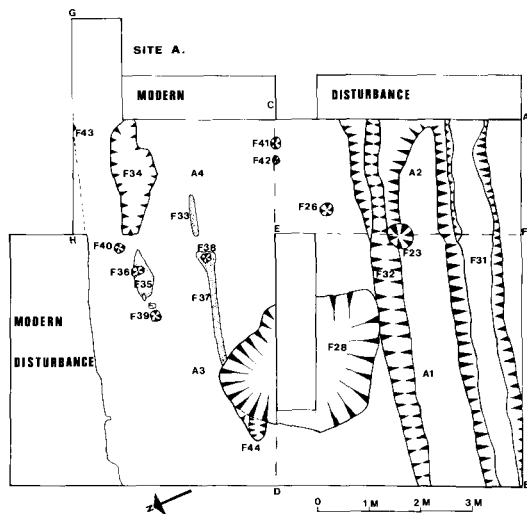 G
SITE A.
MODERN
C
DISTURBANCE
A
F43
F41
F42
F34
A4
A2
F33
F26
H
F40
F38
E
F23
F
F36
F35
F37
F32
F31
F39
MODERN
DISTURBANCE
A3
F28
A1
F44
D
B
N
0 1 M 2 M 3 M